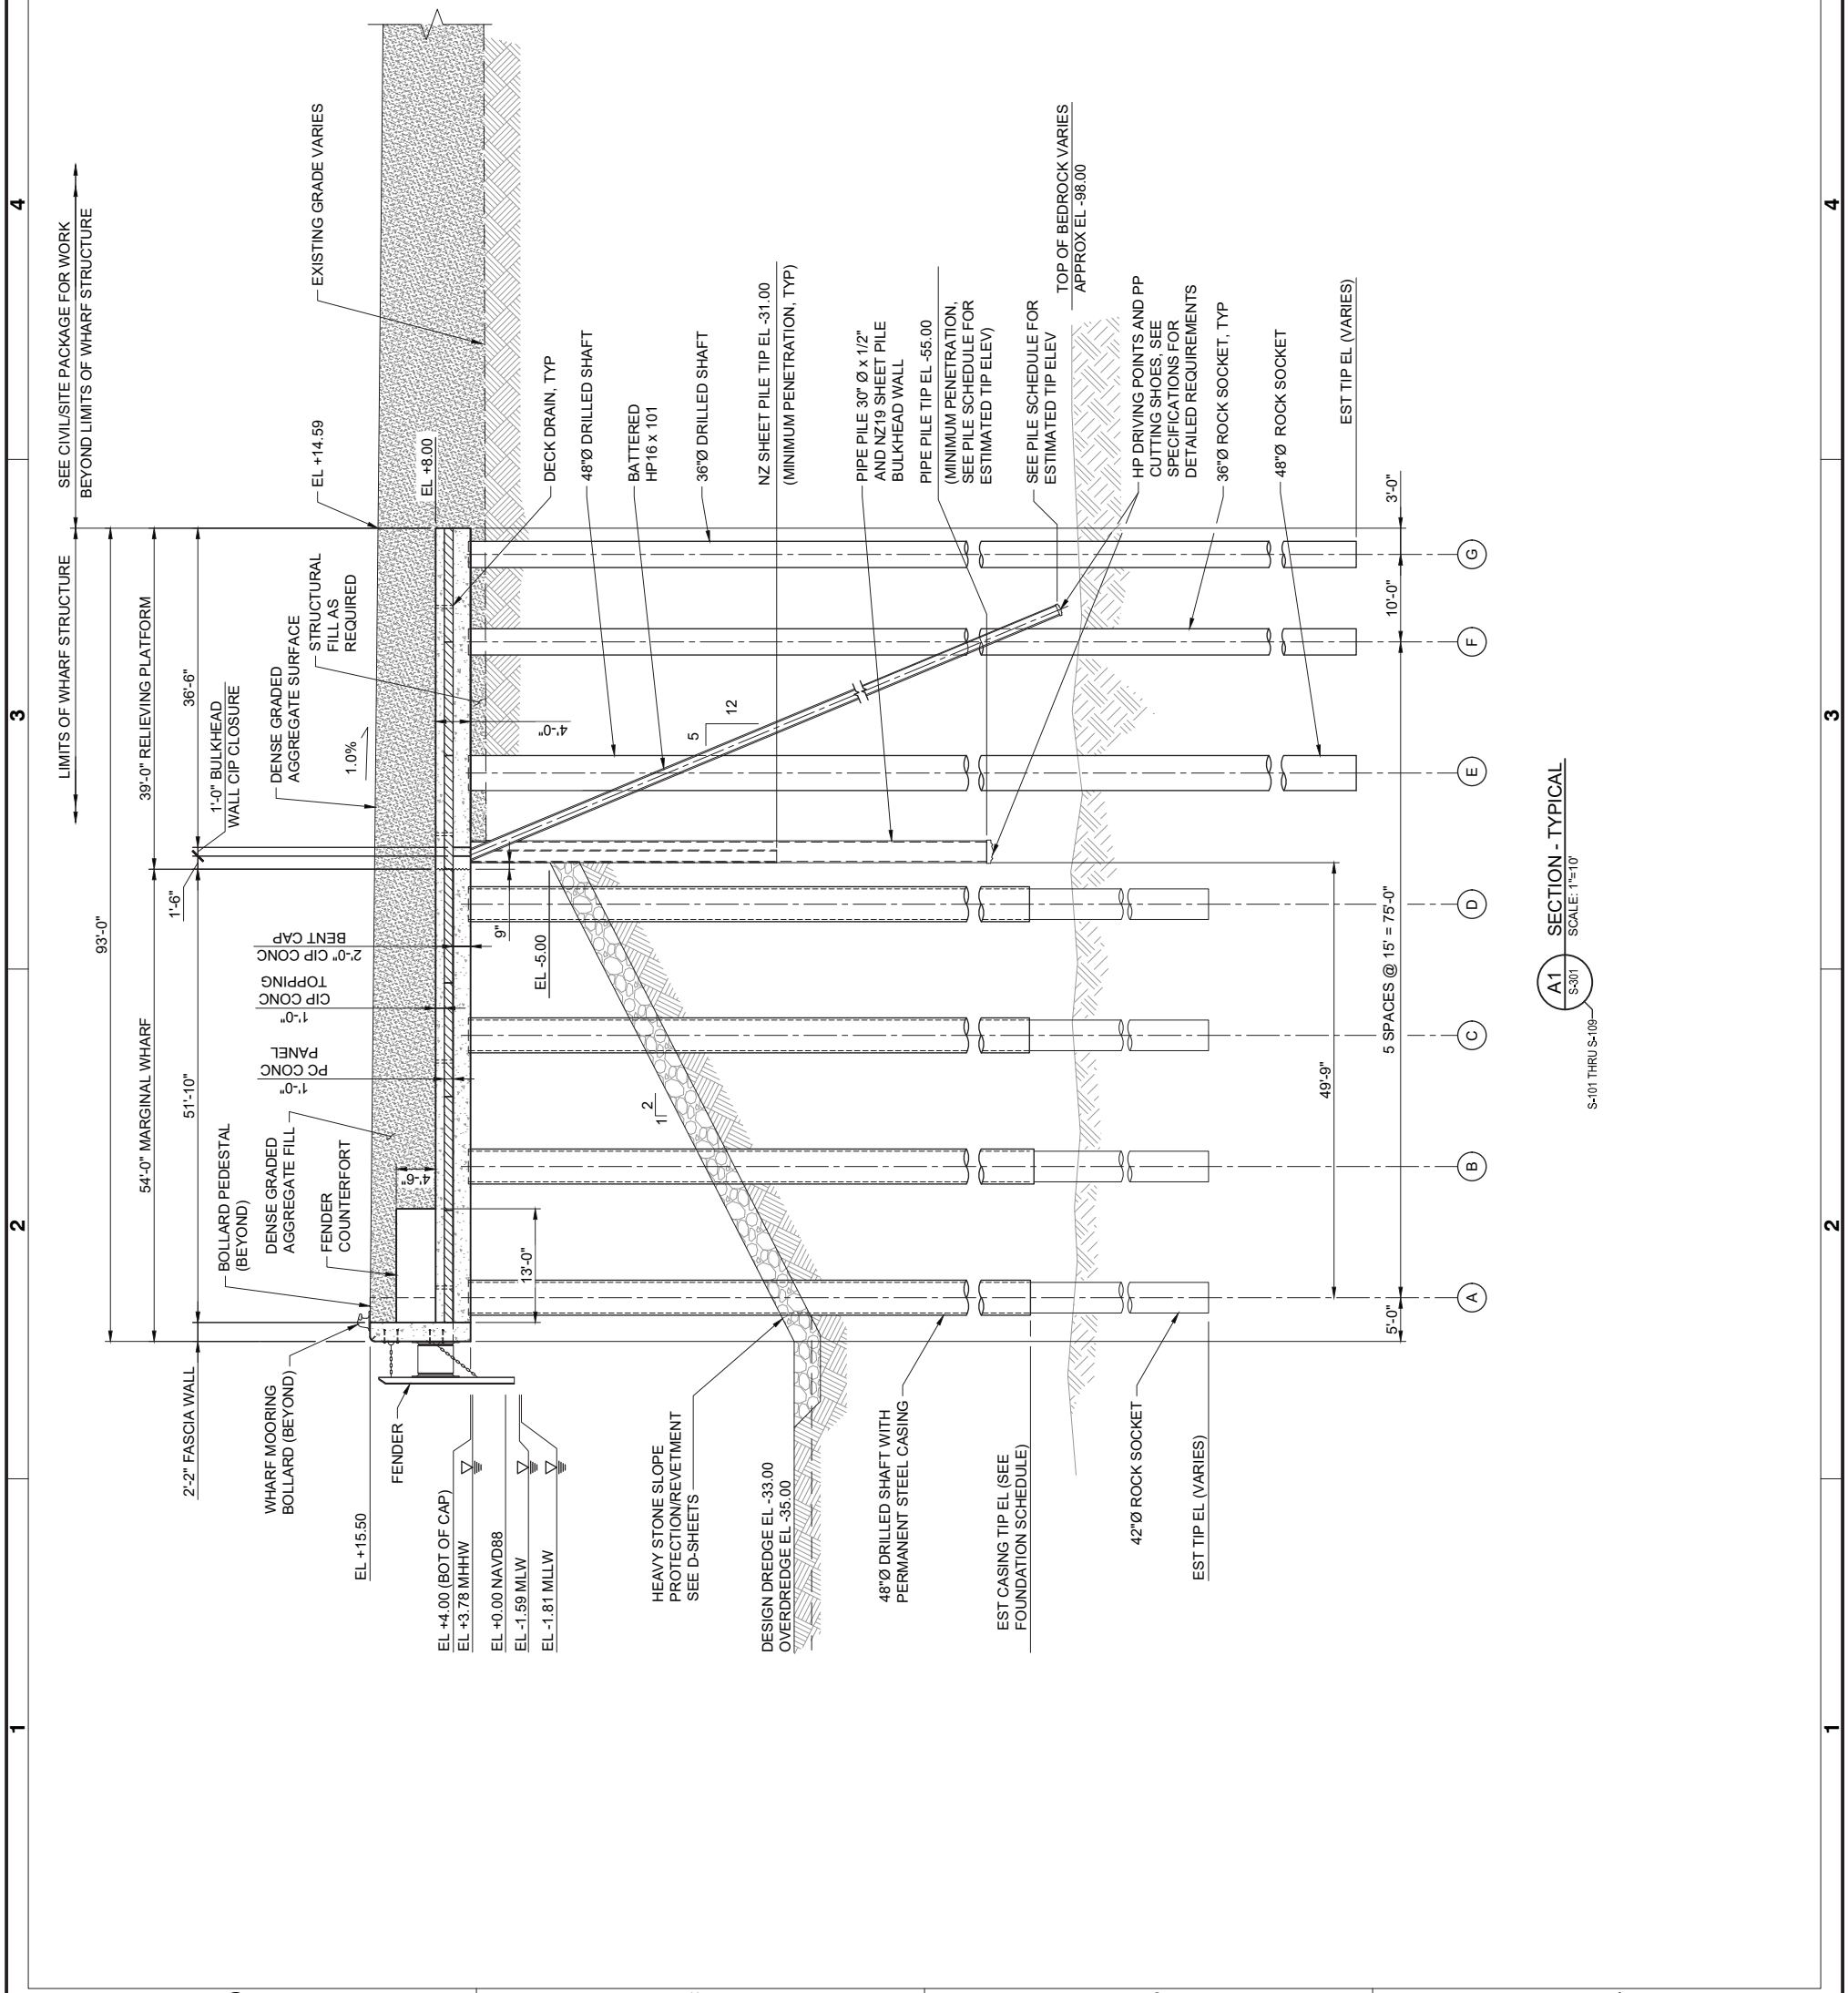 4
3
2
1
SEE CIVIL/SITE PACKAGE FOR WORK
BEYOND LIMITS OF WHARF STRUCTURE
LIMITS OF WHARF STRUCTURE
93'-0"
54'-0" MARGINAL WHARF
39'-0" RELIEVING PLATFORM
2'-2" FASCIA WALL
51'-10"
1'-6"
36'-6"
1'-0" BULKHEAD
WALL CIP CLOSURE
WHARF MOORING
BOLLARD (BEYOND)
BOLLARD PEDESTAL
(BEYOND)
DENSE GRADED
AGGREGATE FILL
FENDER
COUNTERFORT
1'-0"
PC CONC
PANEL
1'-0"
CIP CONC
TOPPING
2'-0" CIP CONC
BENT CAP
DENSE GRADED
AGGREGATE SURFACE
STRUCTURAL
FILL AS
REQUIRED
1.0%
EL +14.59
EXISTING GRADE VARIES
EL +15.50
FENDER
4'-6"
EL +8.00
EL +4.00 (BOT OF CAP)
EL +3.78 MHHW
EL +0.00 NAVD88
EL -1.59 MLW
EL -1.81 MLLW
13'-0"
9"
EL -5.00
4'-0"
DECK DRAIN, TYP
48"Ø DRILLED SHAFT
BATTERED
HP16 x 101
36"Ø DRILLED SHAFT
5
12
1
2
NZ SHEET PILE TIP EL -31.00
(MINIMUM PENETRATION, TYP)
HEAVY STONE SLOPE
PROTECTION/REVETMENT
SEE D-SHEETS
DESIGN DREDGE EL -33.00
OVERDREDGE EL -35.00
PIPE PILE 30" Ø x 1/2"
AND NZ19 SHEET PILE
BULKHEAD WALL
48"Ø DRILLED SHAFT WITH
PERMANENT STEEL CASING
PIPE PILE TIP EL -55.00
(MINIMUM PENETRATION,
SEE PILE SCHEDULE FOR
ESTIMATED TIP ELEV)
EST CASING TIP EL (SEE
FOUNDATION SCHEDULE)
SEE PILE SCHEDULE FOR
ESTIMATED TIP ELEV
TOP OF BEDROCK VARIES
APPROX EL -98.00
HP DRIVING POINTS AND PP
CUTTING SHOES, SEE
SPECIFICATIONS FOR
DETAILED REQUIREMENTS
42"Ø ROCK SOCKET
36"Ø ROCK SOCKET, TYP
EST TIP EL (VARIES)
48"Ø ROCK SOCKET
EST TIP EL (VARIES)
49'-9"
5'-0"
5 SPACES @ 15' = 75'-0"
10'-0"
3'-0"
A
B
C
D
E
F
G
A1
S-301
SECTION - TYPICAL
SCALE: 1"=10'
S-101 THRU S-109
1
2
3
4